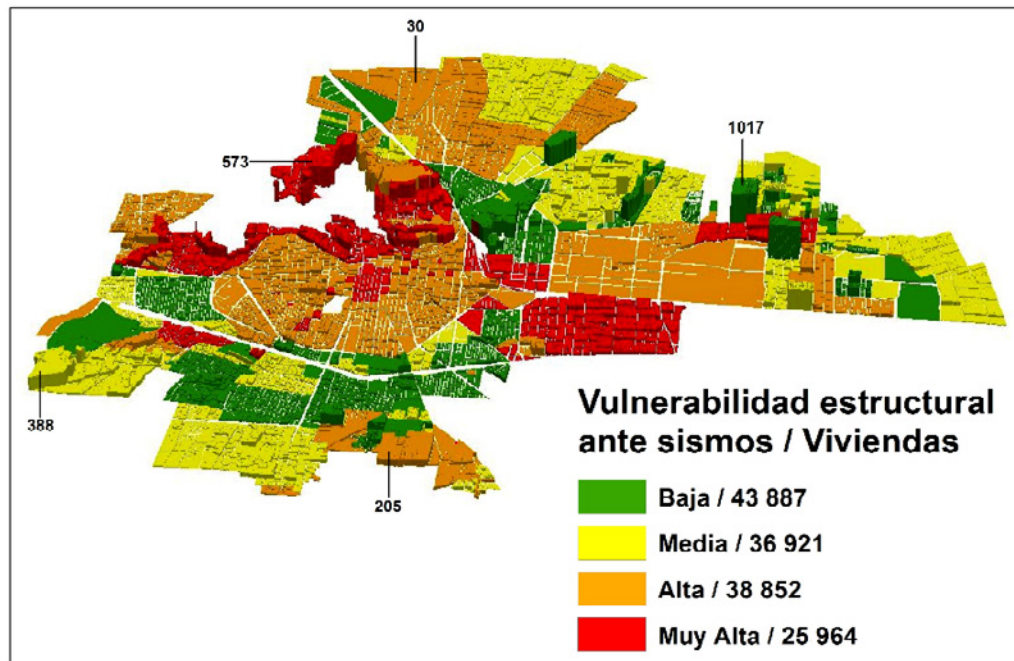 30
1017
573
388
205
Vulnerabilidad estructural
ante sismos / Viviendas
Baja / 43 887
Media / 36 921
Alta / 38 852
Muy Alta / 25 964